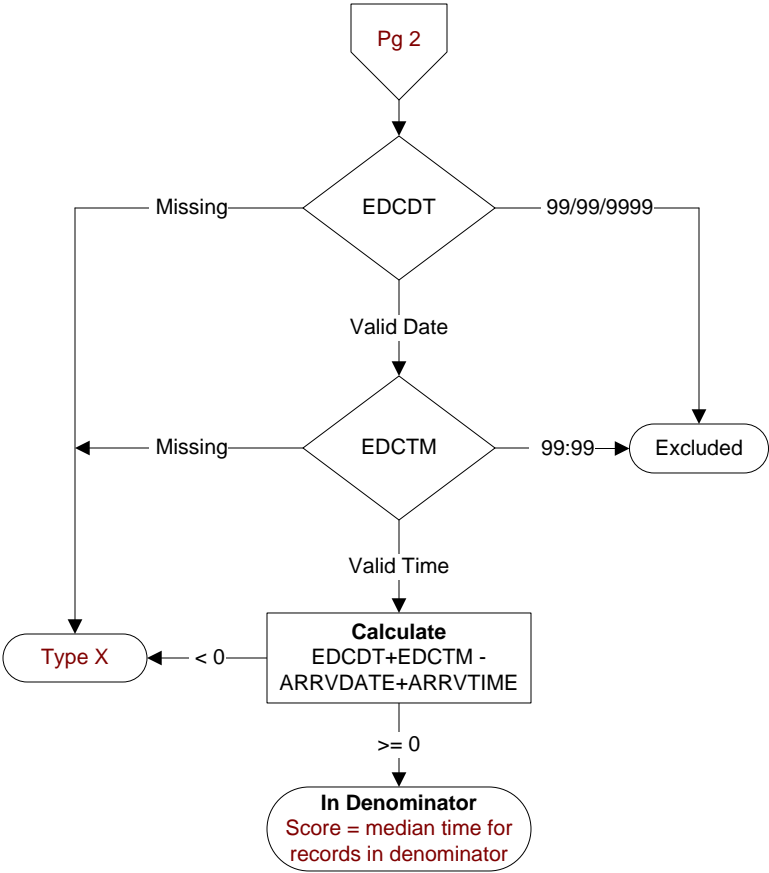 Pg 2
EDCDT
Missing
99/99/9999
Valid Date
EDCTM
Missing
99:99
Excluded
Valid Time
Calculate
EDCDT+EDCTM -
ARRVDATE+ARRVTIME
Type X
< 0
>= 0
In Denominator
Score = median time for
records in denominator